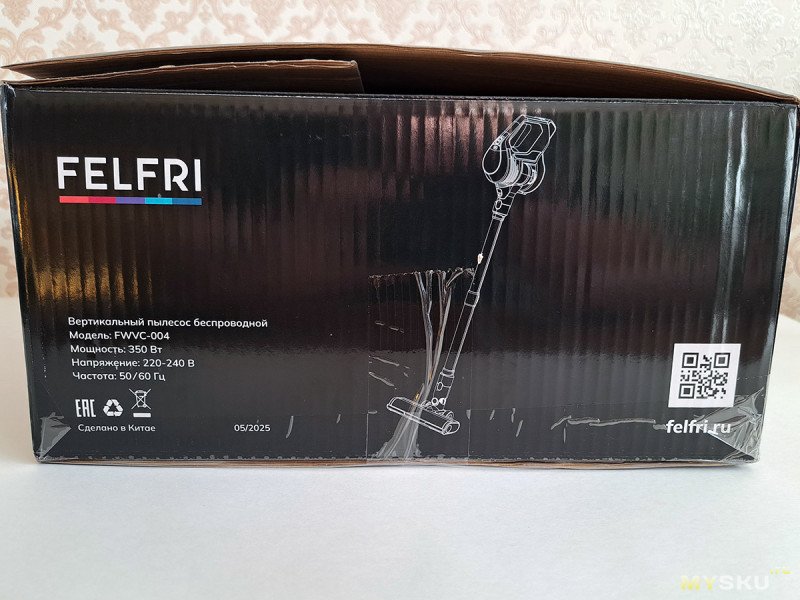 FELFRI
Вертикальный пылесос беспроводной
Модель: FWVC-004
Мощность: 350 Вт
Напряжение: 220-240 В
Частота: 50/60 Гц
EAC
Сделано в Китае
05/2025
felfri.ru
MYSKU